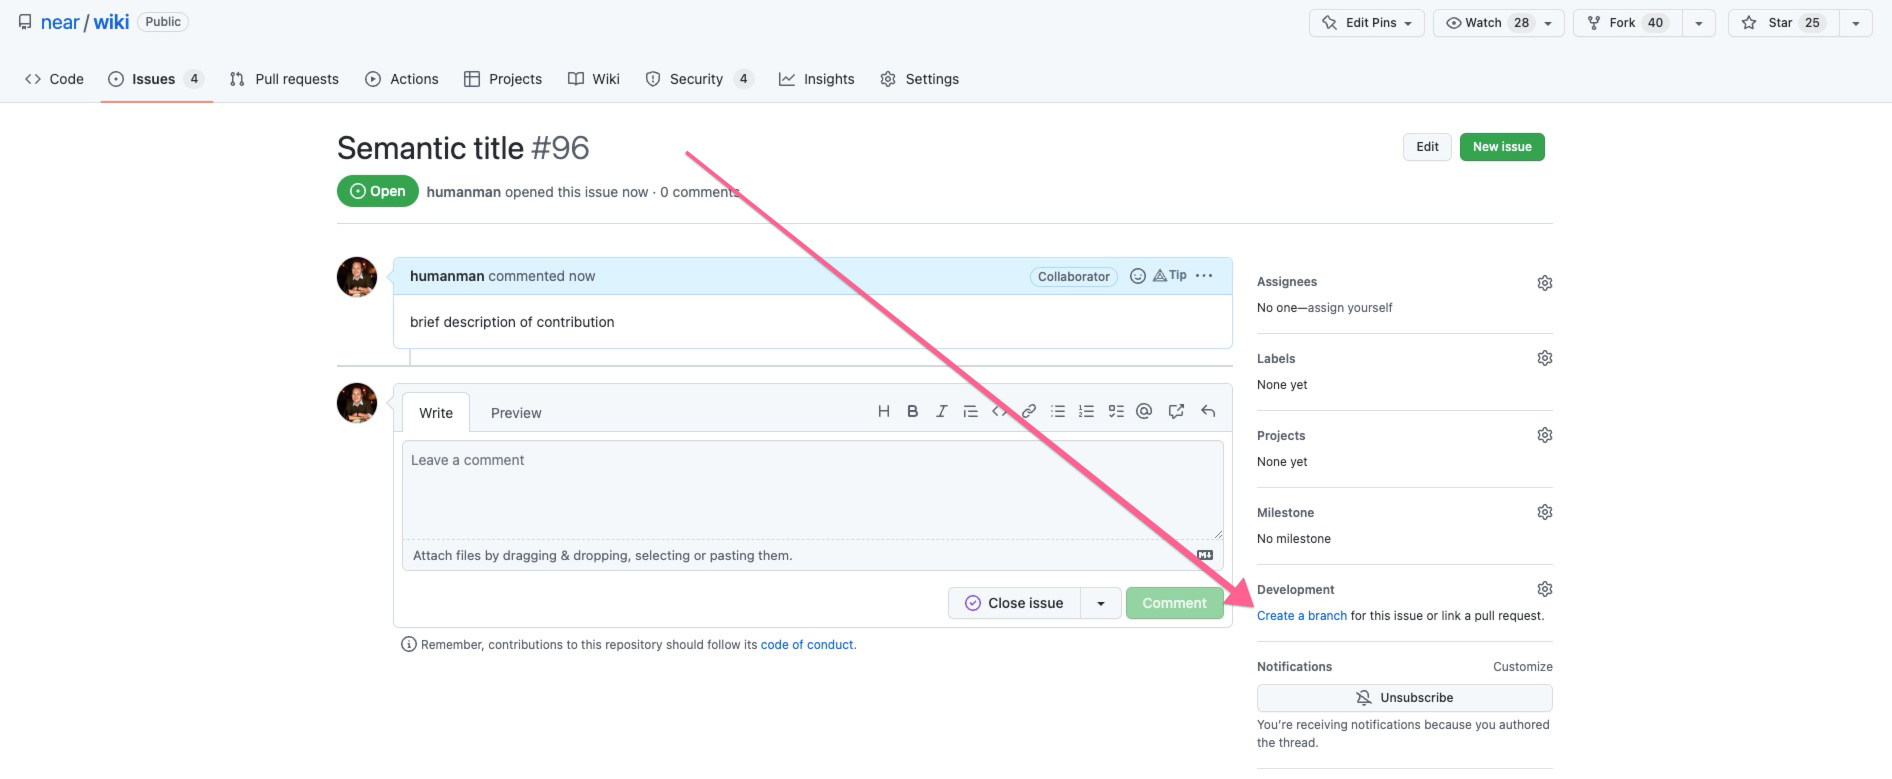 near / wiki Public
Edit Pins Watch 28 Fork 40 Star 25
Code Issues 4 Pull requests Actions Projects Wiki Security 4 Insights Settings
Semantic title #96
Edit New issue
Open humanman opened this issue now · 0 comments
humanman commented now Collaborator Tip ···
brief description of contribution
Write Preview
Leave a comment
Attach files by dragging & dropping, selecting or pasting them.
Close issue Comment
Remember, contributions to this repository should follow its code of conduct.
Assignees
No one—assign yourself
Labels
None yet
Projects
None yet
Milestone
No milestone
Development
Create a branch for this issue or link a pull request.
Notifications Customize
Unsubscribe
You're receiving notifications because you authored
the thread.